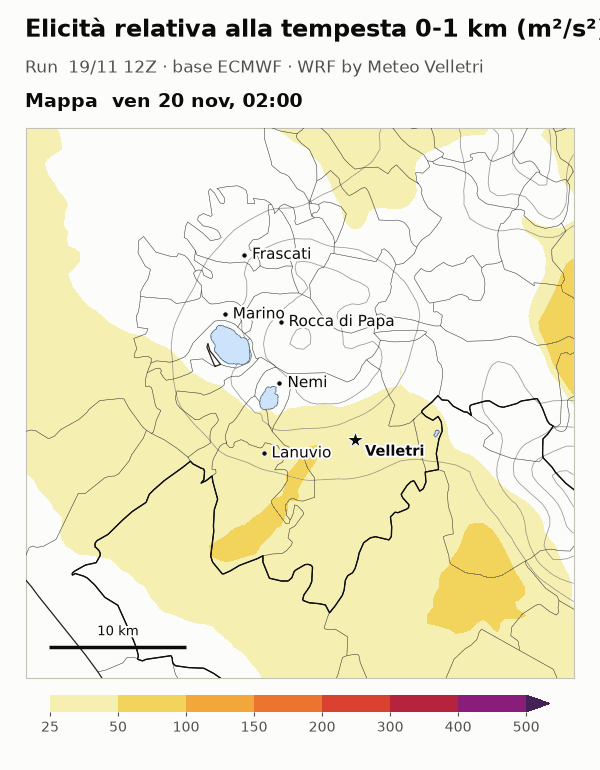 Elicità relativa alla tempesta 0-1 km (m²/s²)
Run 19/11 12Z · base ECMWF · WRF by Meteo Velletri
Mappa ven 20 nov, 02:00
Frascati
Marino
Rocca di Papa
Nemi
Velletri
Lanuvio
10 km
25 50 100 150 200 300 400 500